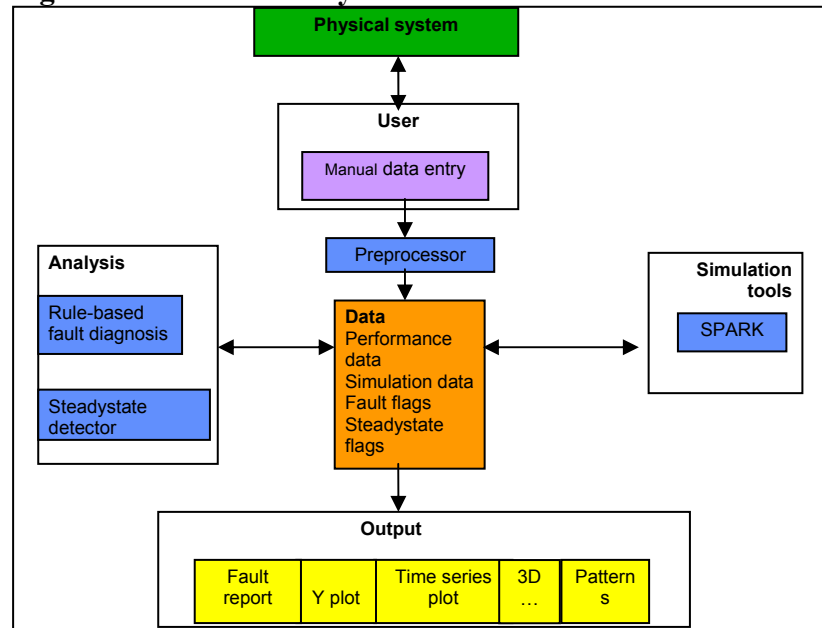 Physical system
User
Manual data entry
Preprocessor
Analysis
Rule-based
fault diagnosis
Steadystate
detector
Data
Performance
data
Simulation data
Fault flags
Steadystate
flags
Simulation
tools
SPARK
Output
Fault
report
Y plot
Time series
plot
3D
…
Pattern
s